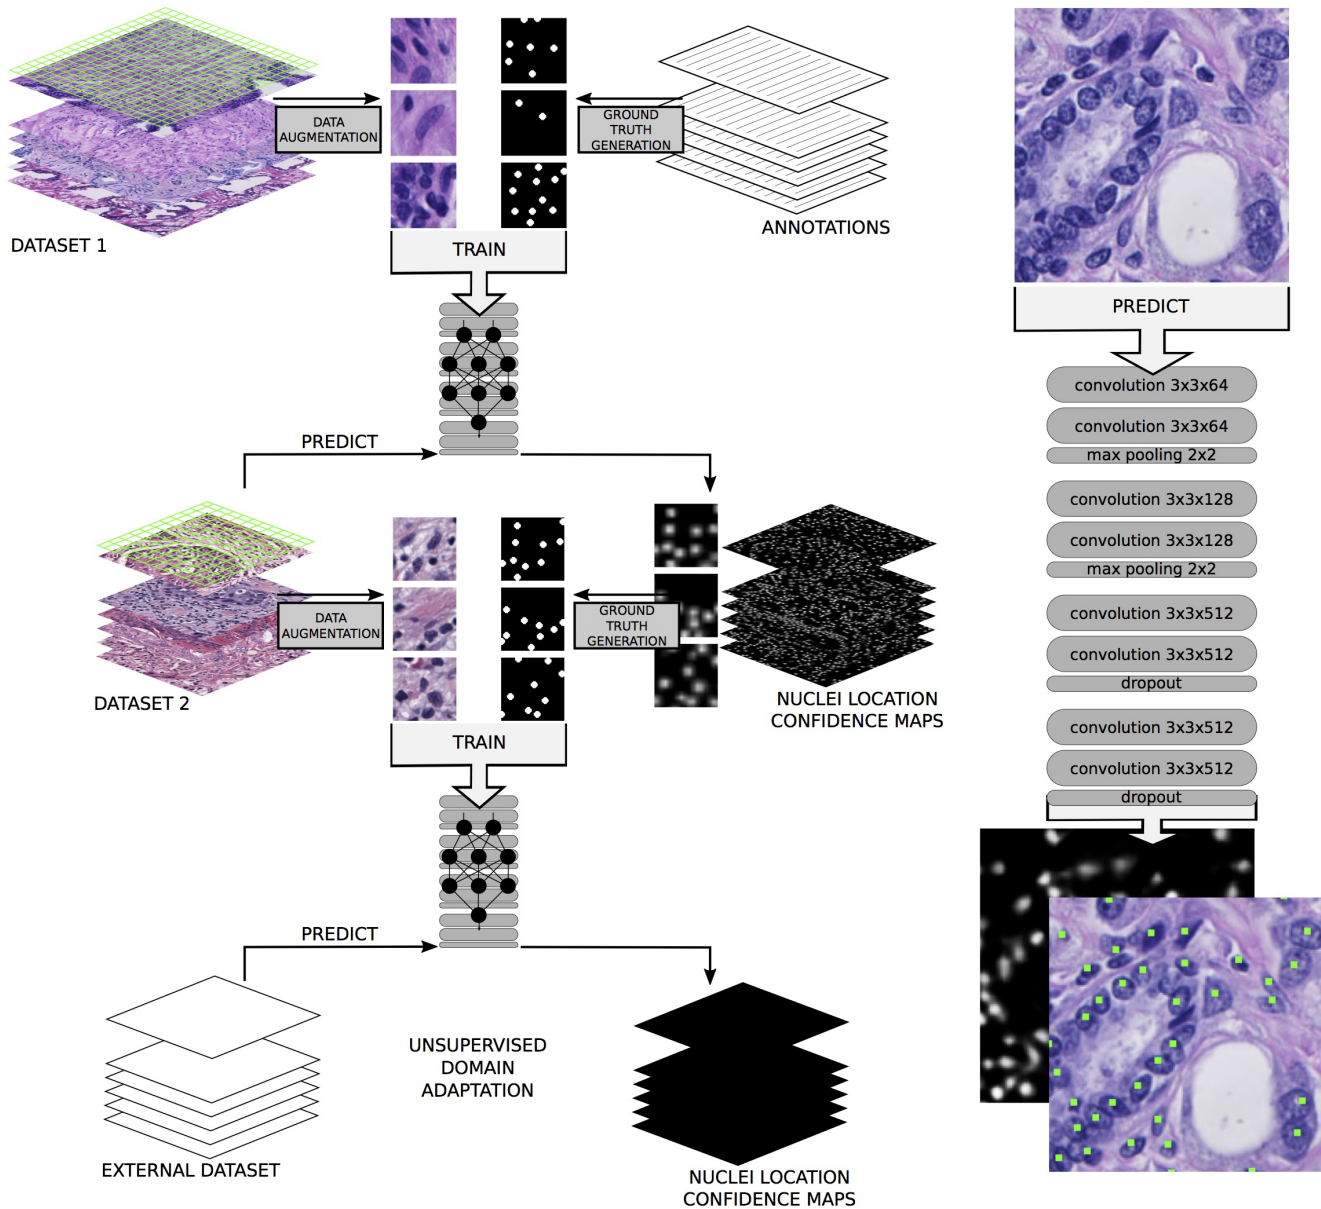 DATA
AUGMENTATION
GROUND
TRUTH
GENERATION
DATASET 1
ANNOTATIONS
TRAIN
PREDICT
DATA
AUGMENTATION
GROUND
TRUTH
GENERATION
DATASET 2
NUCLEI LOCATION
CONFIDENCE MAPS
TRAIN
PREDICT
UNSUPERVISED
DOMAIN
ADAPTATION
EXTERNAL DATASET
NUCLEI LOCATION
CONFIDENCE MAPS
PREDICT
convolution 3x3x64
convolution 3x3x64
max pooling 2x2
convolution 3x3x128
convolution 3x3x128
max pooling 2x2
convolution 3x3x512
convolution 3x3x512
dropout
convolution 3x3x512
convolution 3x3x512
dropout